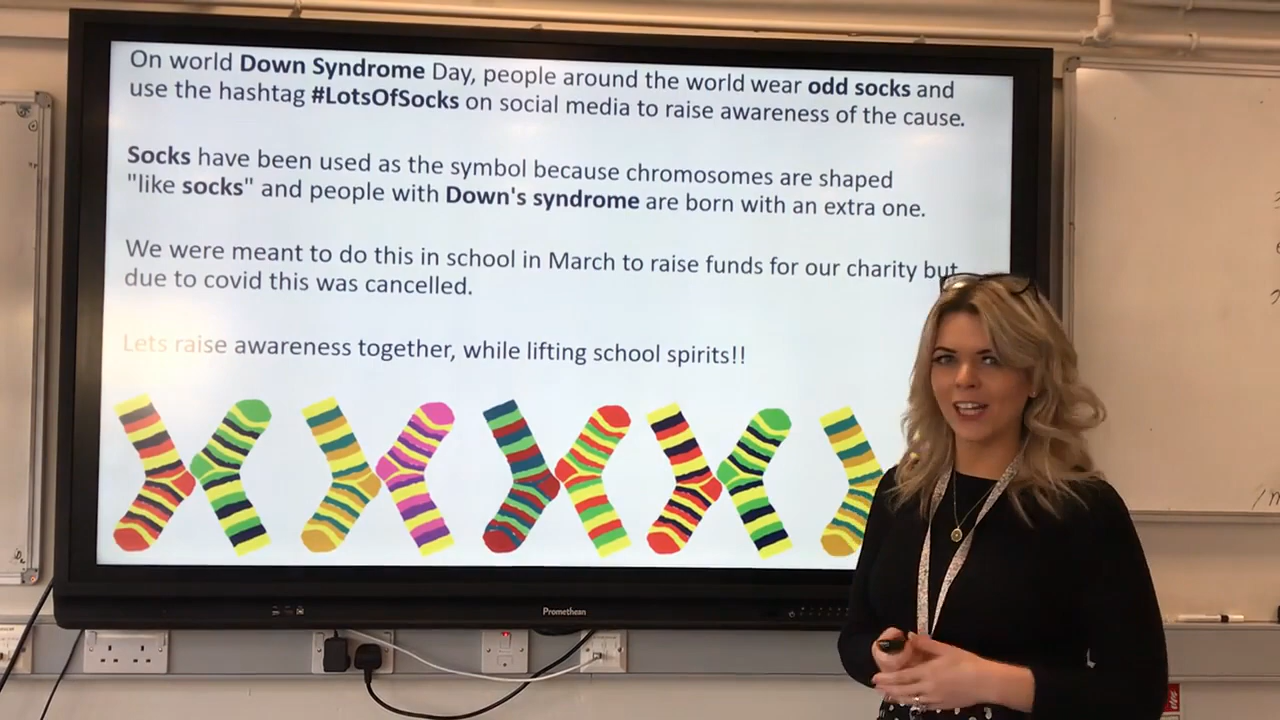 On world Down Syndrome Day, people around the world wear odd socks and
use the hashtag #LotsOfSocks on social media to raise awareness of the cause.
Socks have been used as the symbol because chromosomes are shaped
"like socks" and people with Down's syndrome are born with an extra one.
We were meant to do this in school in March to raise funds for our charity but
due to covid this was cancelled.
Lets raise awareness together, while lifting school spirits!!
Promethean